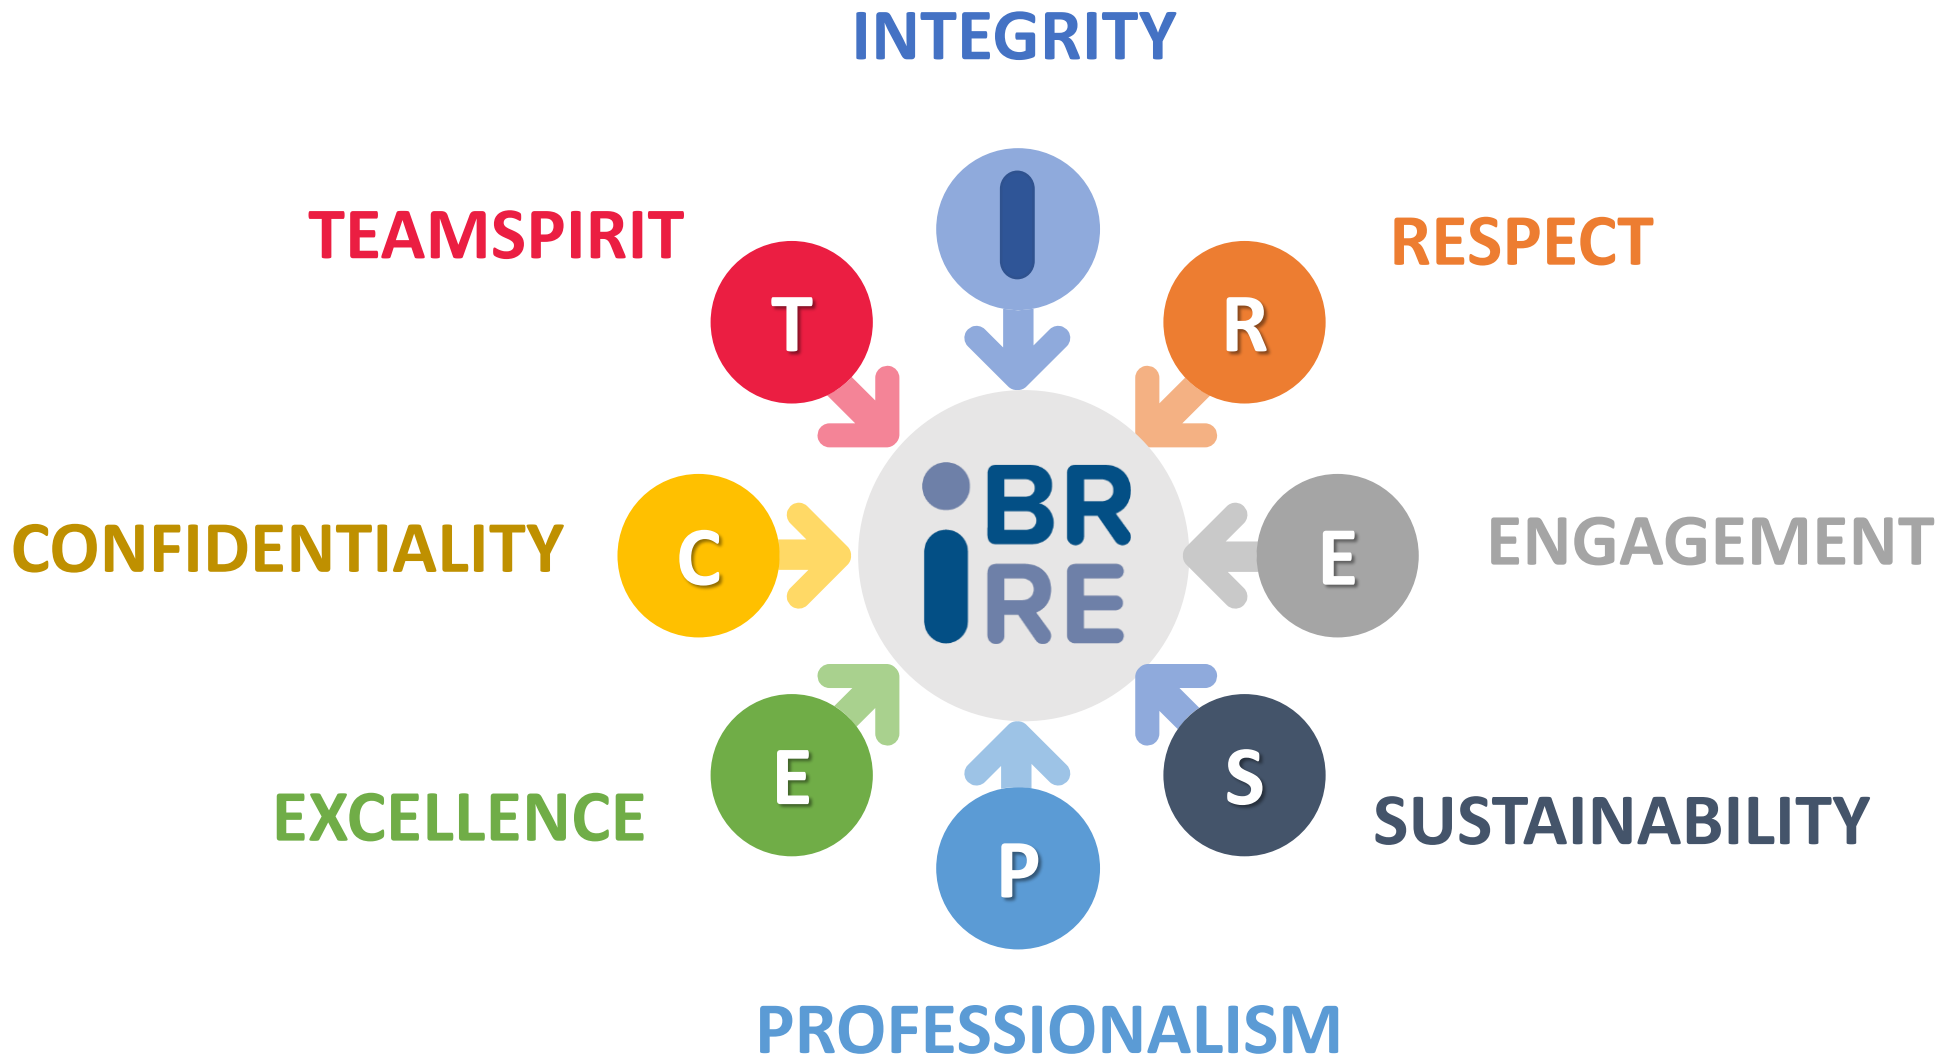 INTEGRITY
I
RESPECT
R
ENGAGEMENT
E
SUSTAINABILITY
S
PROFESSIONALISM
P
EXCELLENCE
E
CONFIDENTIALITY
C
TEAMSPIRIT
T
iBR
RE